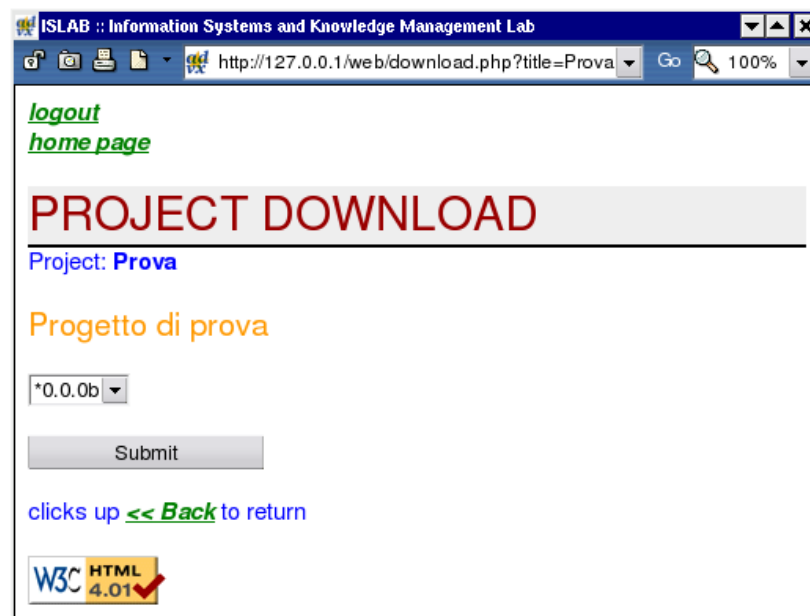 ISLAB :: Information Systems and Knowledge Management Lab
http://127.0.0.1/web/download.php?title=Prova Go 100%
logout
home page
PROJECT DOWNLOAD
Project: Prova
Progetto di prova
*0.0.0b
Submit
clicks up << Back to return
W3C HTML
4.01